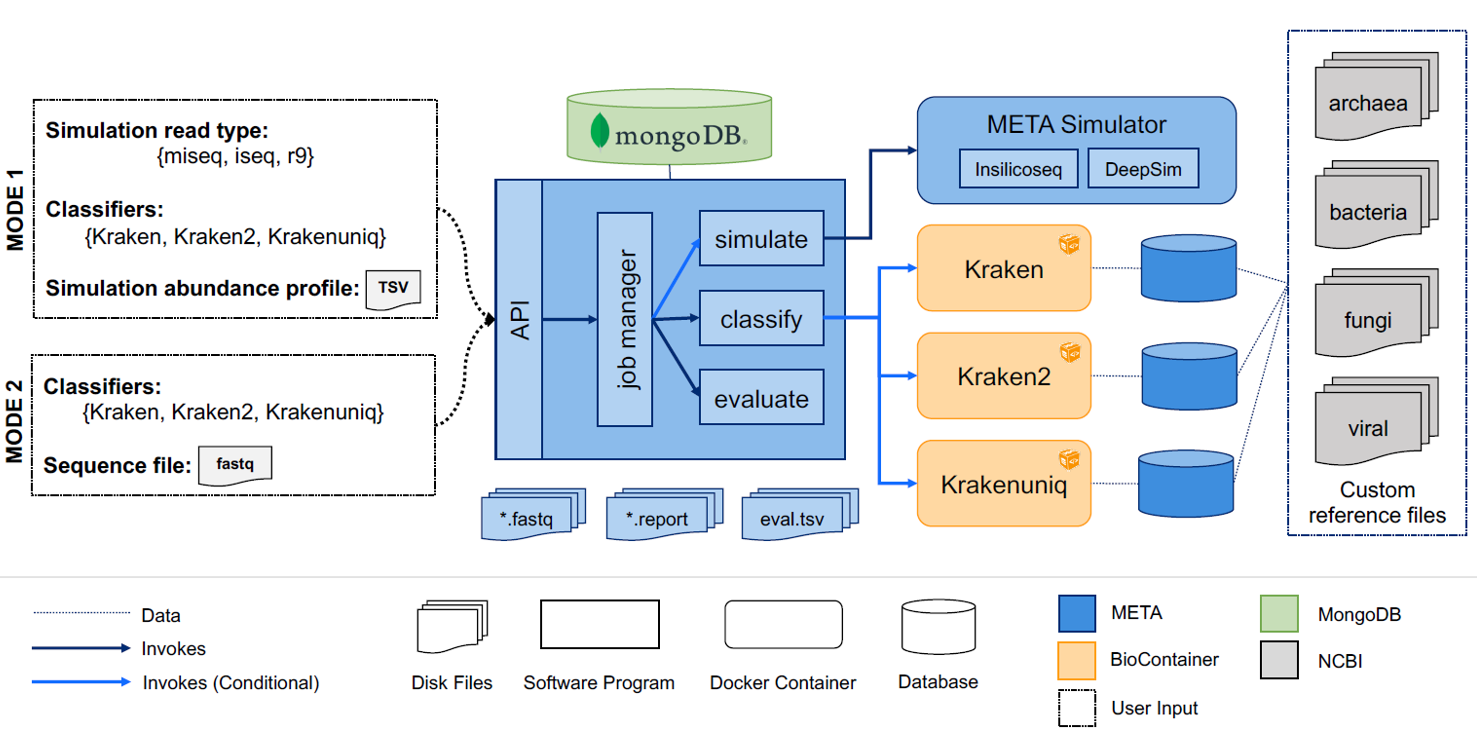 MODE 1
Simulation read type:
{miseq, iseq, r9}
Classifiers:
{Kraken, Kraken2, Krakenuniq}
Simulation abundance profile:
TSV
MODE 2
Classifiers:
{Kraken, Kraken2, Krakenuniq}
Sequence file:
fastq
mongoDB®
API
job manager
simulate
classify
evaluate
*.fastq
*.report
eval.tsv
META Simulator
Insilicoseq
DeepSim
Kraken
Kraken2
Krakenuniq
archaea
bacteria
fungi
viral
Custom
reference files
Data
Invokes
Invokes (Conditional)
Disk Files
Software Program
Docker Container
Database
META
BioContainer
User Input
MongoDB
NCBI